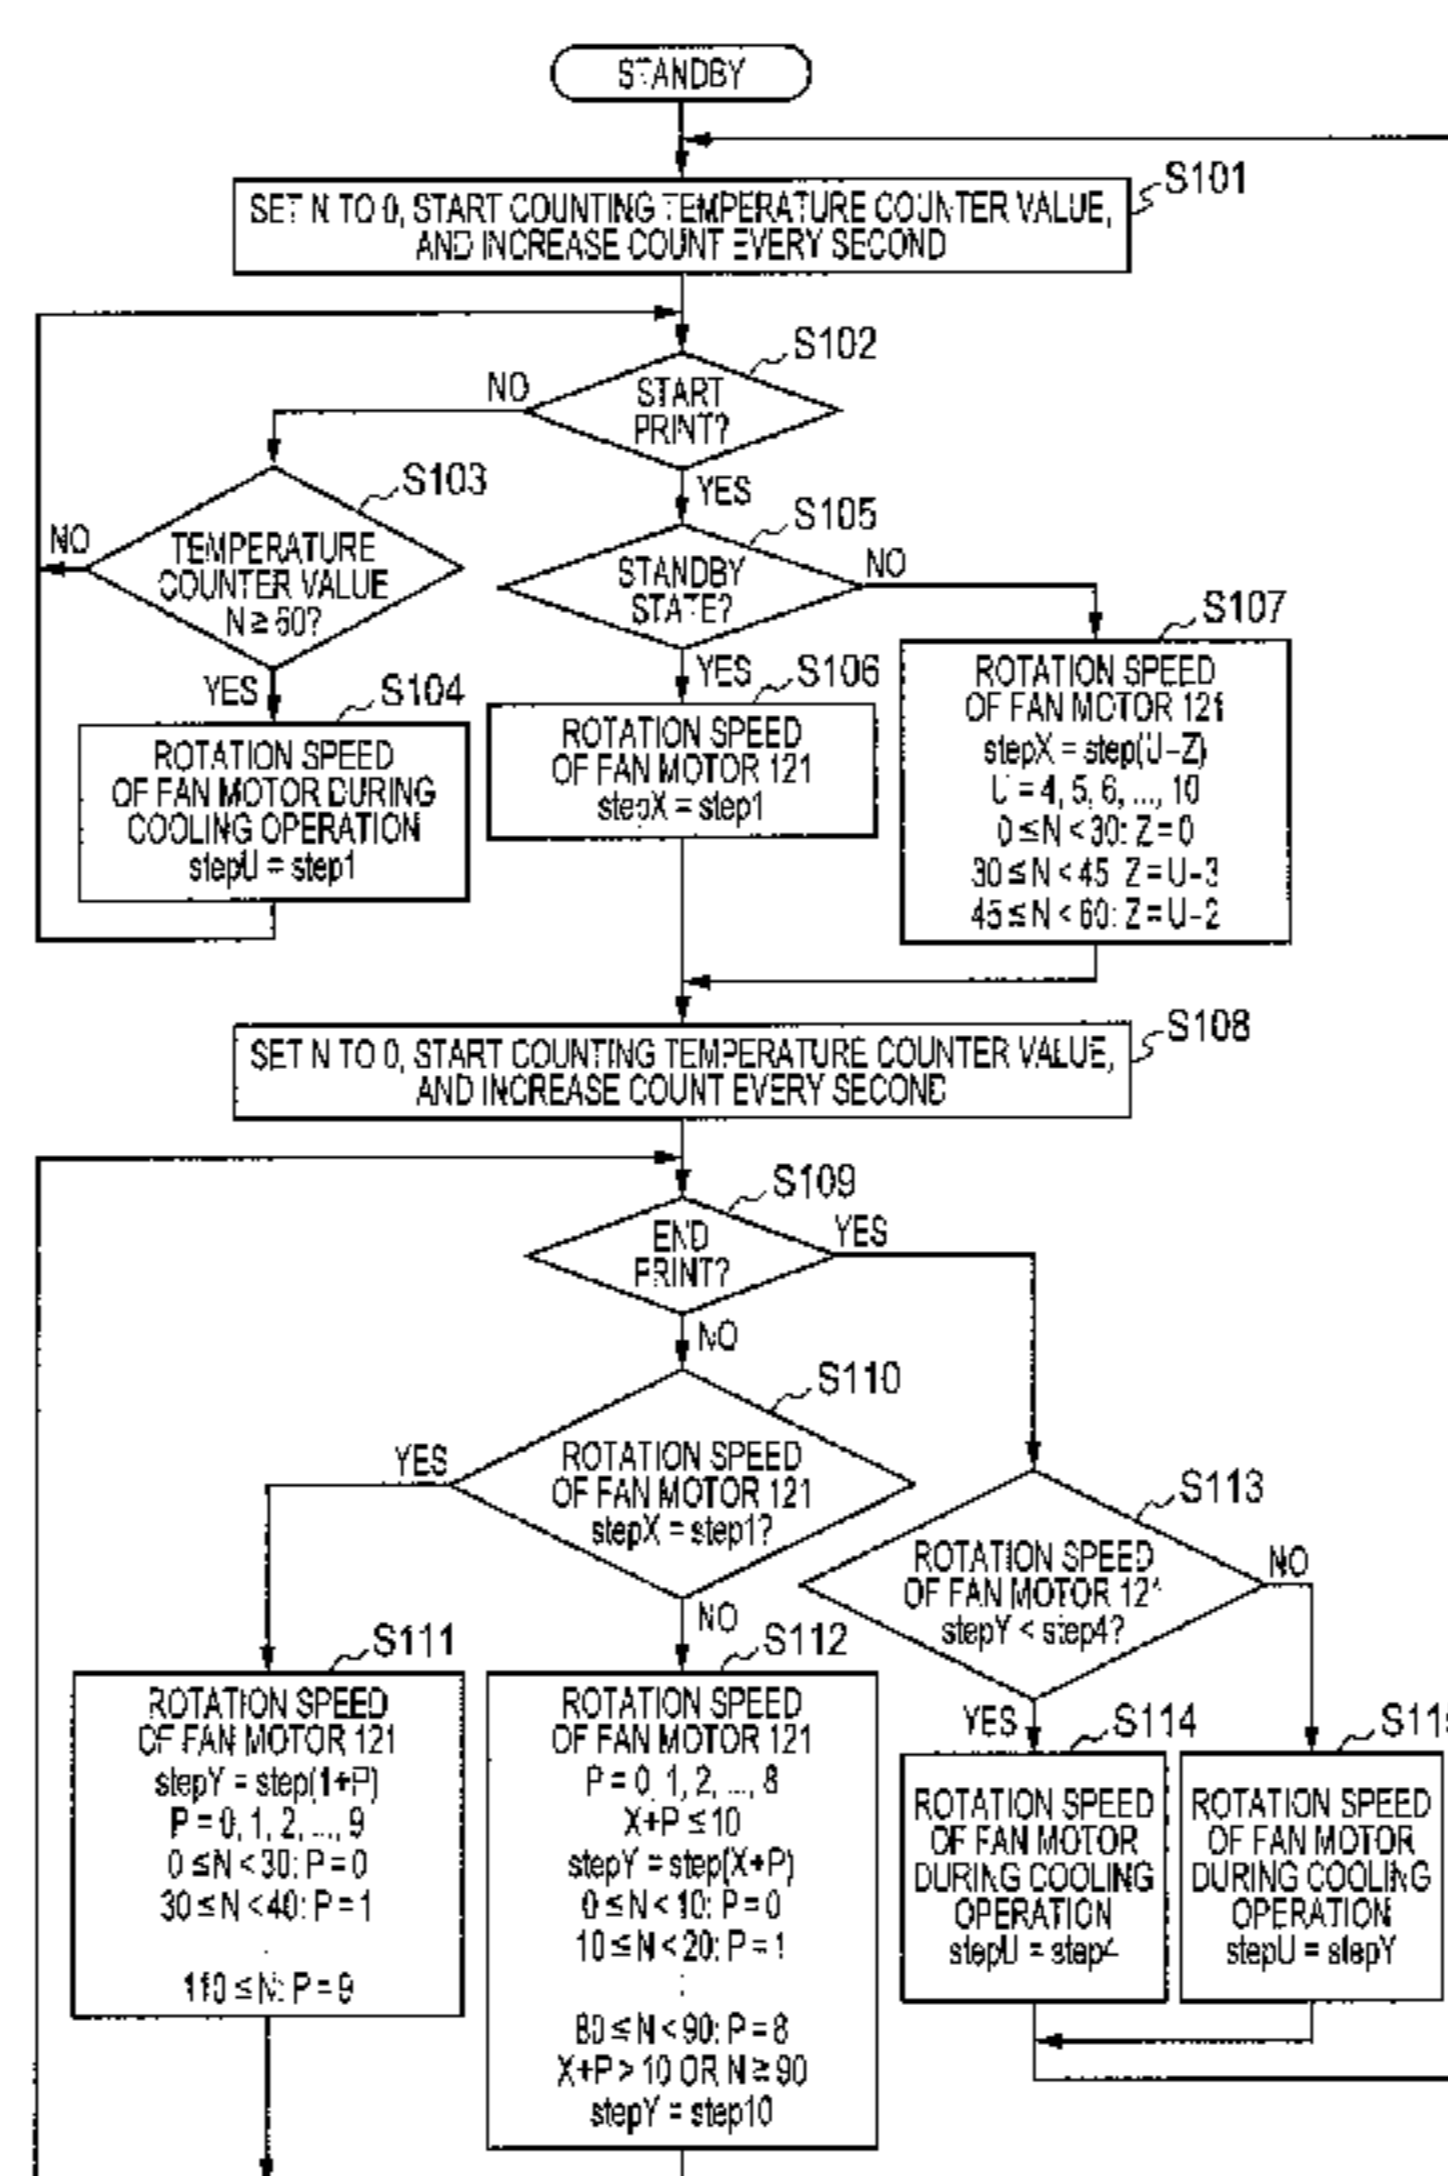 STANDBY
S101
SET N TO 0, START COUNTING TEMPERATURE COUNTER VALUE,
AND INCREASE COUNT EVERY SECOND
S102
START
PRINT?
NO
YES
S103
TEMPERATURE
COUNTER VALUE
N ≥ 60?
NO
YES
S104
ROTATION SPEED
OF FAN MOTOR DURING
COOLING OPERATION
stepU = step1
S105
STANDBY
STATE?
NO
YES
S106
ROTATION SPEED
OF FAN MOTOR 121
stepX = step1
S107
ROTATION SPEED
OF FAN MOTOR 121
stepX = step(U-Z)
U = 4, 5, 6, ..., 10
0 ≤ N < 30: Z = 0
30 ≤ N < 45 Z = U-3
45 ≤ N < 60: Z = U-2
S108
SET N TO 0, START COUNTING TEMPERATURE COUNTER VALUE,
AND INCREASE COUNT EVERY SECOND
S109
END
PRINT?
YES
NO
S110
ROTATION SPEED
OF FAN MOTOR 121
stepX = step1?
YES
NO
S111
ROTATION SPEED
OF FAN MOTOR 121
stepY = step(1+P)
P = 0, 1, 2, ..., 9
0 ≤ N < 30: P = 0
30 ≤ N < 40: P = 1
:
110 ≤ N: P = 9
S112
ROTATION SPEED
OF FAN MOTOR 121
P = 0, 1, 2, ..., 8
X+P ≤ 10
stepY = step(X+P)
0 ≤ N < 10: P = 0
10 ≤ N < 20: P = 1
:
80 ≤ N < 90: P = 8
X+P > 10 OR N ≥ 90
stepY = step10
S113
ROTATION SPEED
OF FAN MOTOR 121
stepY < step4?
NO
YES
S114
ROTATION SPEED
OF FAN MOTOR
DURING COOLING
OPERATION
stepU = step4
S115
ROTATION SPEED
OF FAN MOTOR
DURING COOLING
OPERATION
stepU = stepY